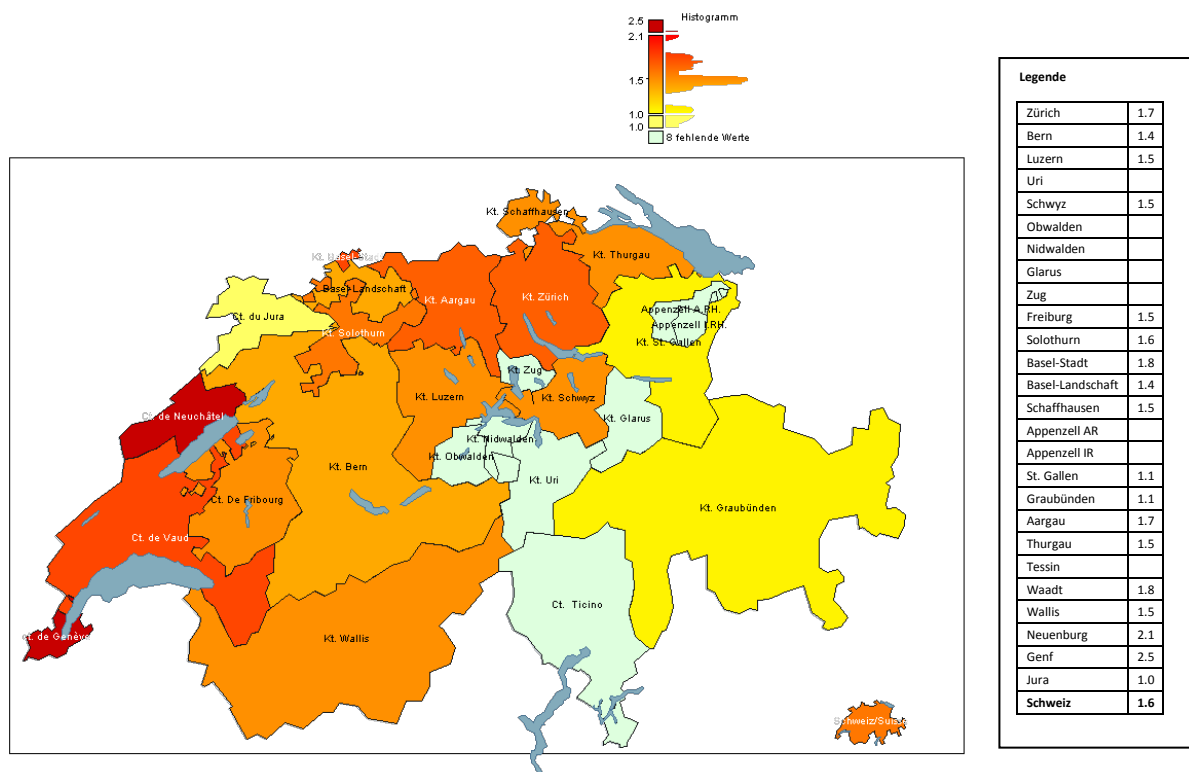 Histogramm
2.5
2.1
1.5
1.0
1.0
8 fehlende Werte
Legende
Zürich 1.7
Bern 1.4
Luzern 1.5
Uri
Schwyz 1.5
Obwalden
Nidwalden
Glarus
Zug
Freiburg 1.5
Solothurn 1.6
Basel-Stadt 1.8
Basel-Landschaft 1.4
Schaffhausen 1.5
Appenzell AR
Appenzell IR
St. Gallen 1.1
Graubünden 1.1
Aargau 1.7
Thurgau 1.5
Tessin
Waadt 1.8
Wallis 1.5
Neuenburg 2.1
Genf 2.5
Jura 1.0
Schweiz 1.6
Kt. Schaffhausen
Kt. Thurgau
Basel-Landschaft
Kt. Aargau
Kt. Zürich
Appenzell
Ct. du Jura
Appenzell
Kt. Solothurn
Kt. St. Gallen
Kt. Zug
Kt. Luzern
Kt. Schwyz
Ct. de Neuchâtel
Kt. Glarus
Kt. Nidwalden
Kt. Obwalden
Kt. Bern
Kt. Uri
Ct. De Fribourg
Kt. Graubünden
Ct. de Vaud
Ct. Ticino
ct. de Genève
Kt. Wallis